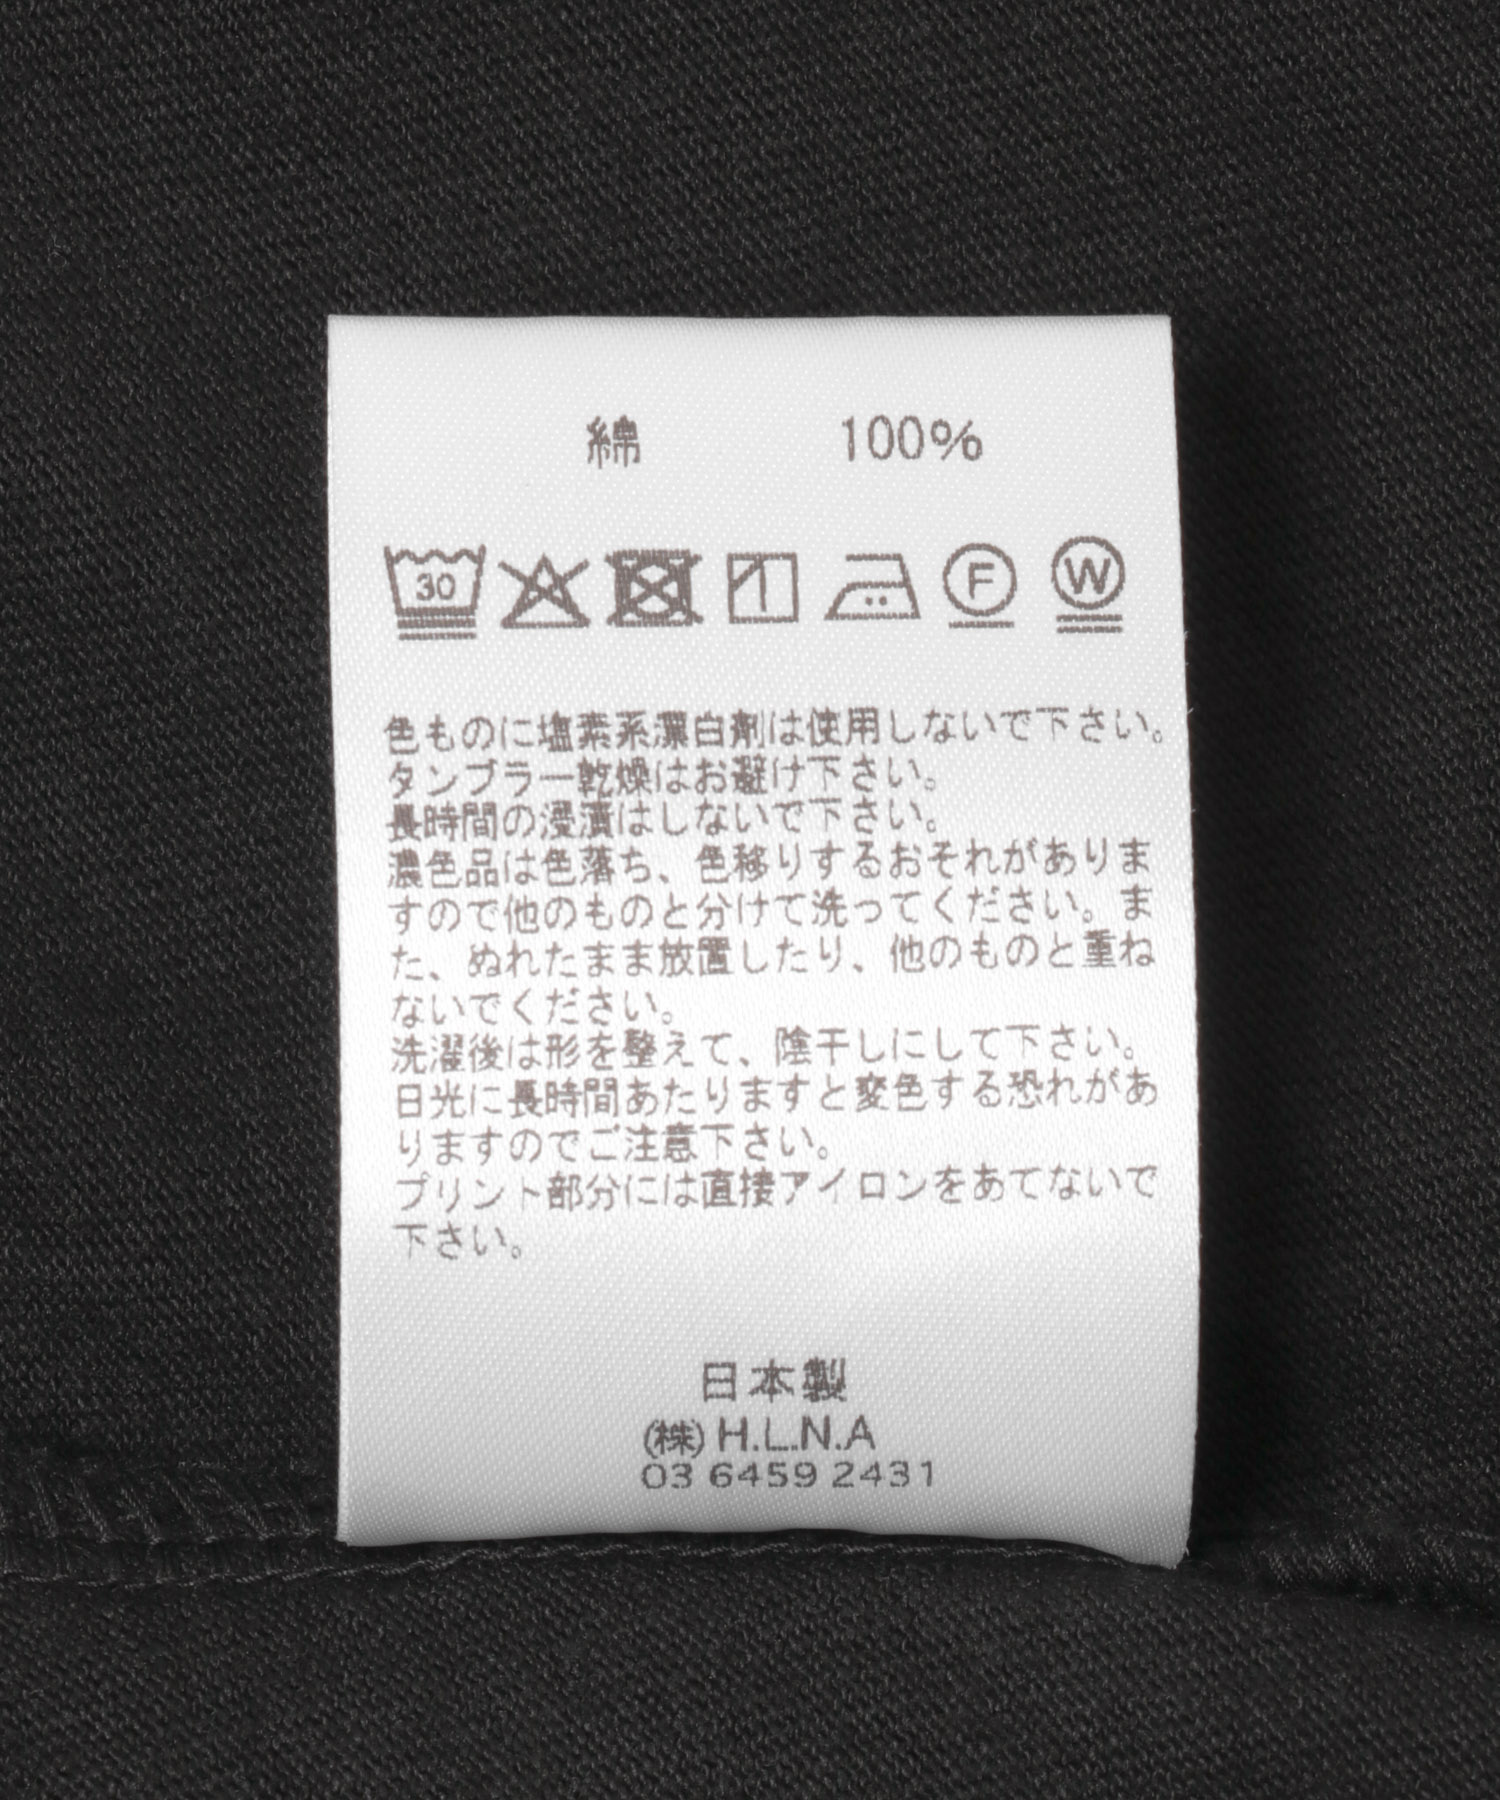 綿 100%
30 F W
色ものに塩素系漂白剤は使用しないで下さい。
タンブラー乾燥はお避け下さい。
長時間の浸漬はしないで下さい。
濃色品は色落ち、色移りするおそれがありま
すので他のものと分けて洗ってください。ま
た、ぬれたまま放置したり、他のものと重ね
ないでください。
洗濯後は形を整えて、陰干しにして下さい。
日光に長時間あたりますと変色する恐れがあ
りますのでご注意下さい。
プリント部分には直接アイロンをあてないで
下さい。
日本製
(株)H.L.N.A
03 6459 2431